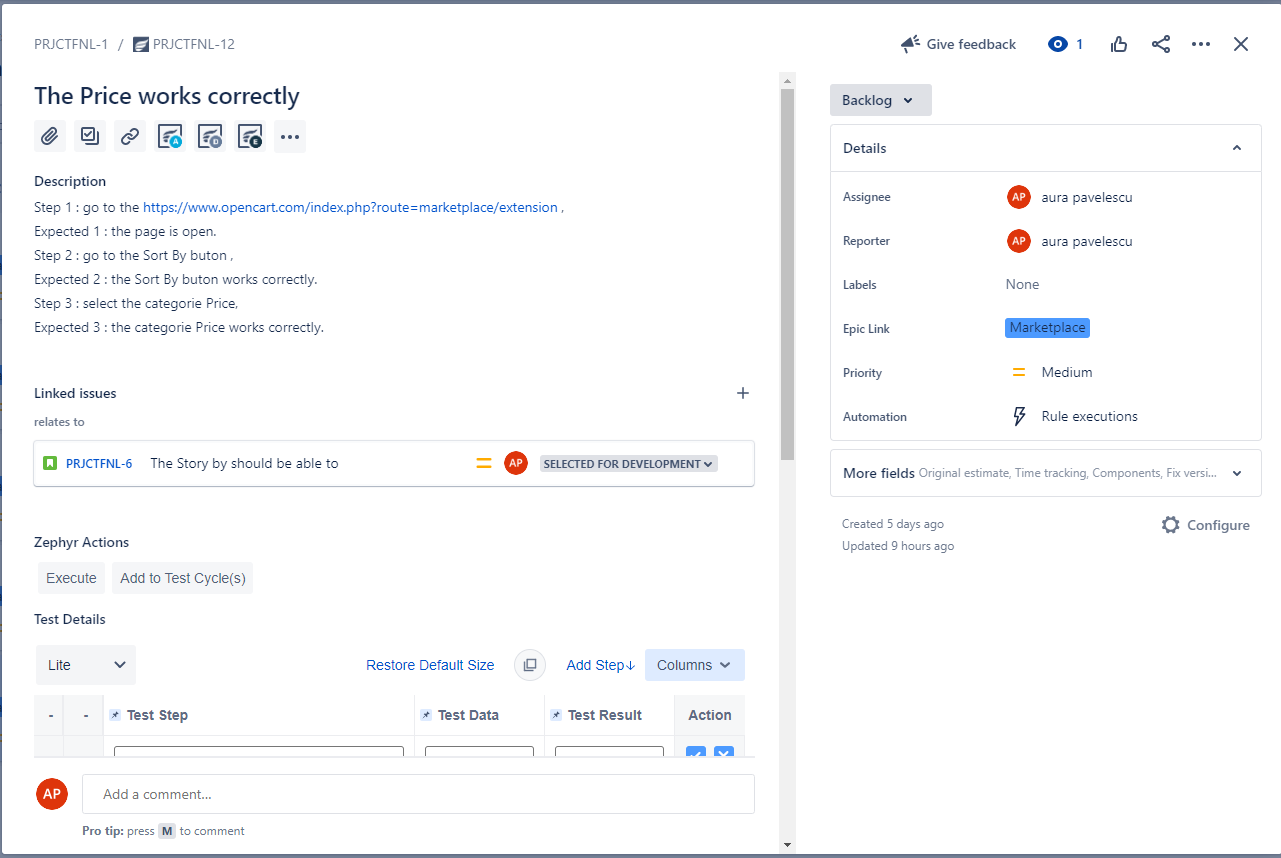 PRJCTFNL-1 / PRJCTFNL-12
Give feedback
1
The Price works correctly
A
D
E
Description
Step 1 : go to the https://www.opencart.com/index.php?route=marketplace/extension ,
Expected 1 : the page is open.
Step 2 : go to the Sort By buton ,
Expected 2 : the Sort By buton works correctly.
Step 3 : select the categorie Price,
Expected 3 : the categorie Price works correctly.
Linked issues
relates to
PRJCTFNL-6 The Story by should be able to AP SELECTED FOR DEVELOPMENT
Zephyr Actions
Execute Add to Test Cycle(s)
Test Details
Lite Restore Default Size Add Step↓ Columns
- - Test Step Test Data Test Result Action
AP Add a comment...
Pro tip: press M to comment
Backlog
Details
Assignee AP aura pavelescu
Reporter AP aura pavelescu
Labels None
Epic Link Marketplace
Priority Medium
Automation Rule executions
More fields Original estimate, Time tracking, Components, Fix versi...
Created 5 days ago
Configure
Updated 9 hours ago